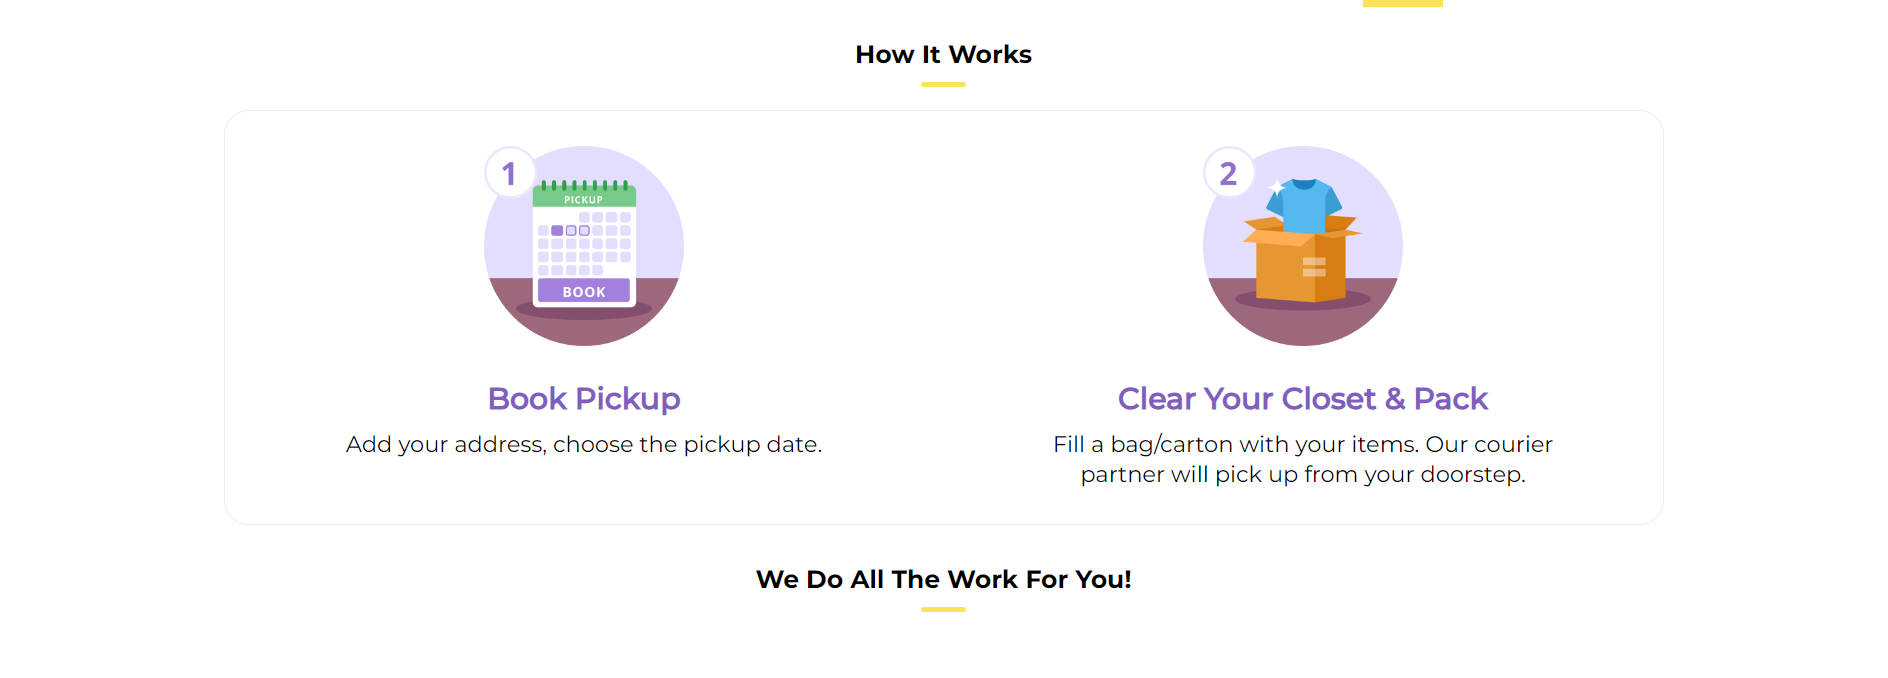 How It Works
1
PICKUP
BOOK
Book Pickup
Add your address, choose the pickup date.
2
Clear Your Closet & Pack
Fill a bag/carton with your items. Our courier
partner will pick up from your doorstep.
We Do All The Work For You!